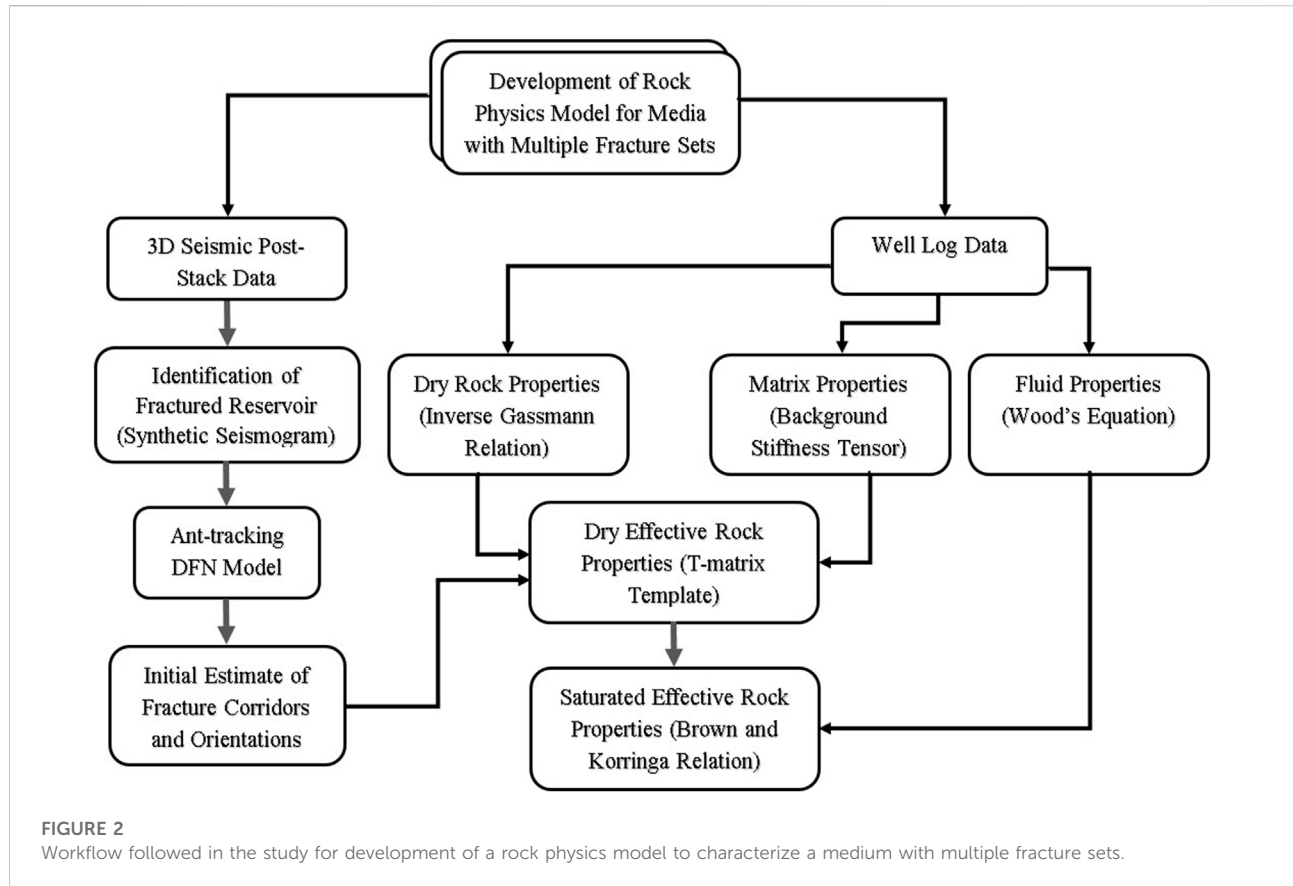 Development of Rock
Physics Model for Media
with Multiple Fracture Sets
3D Seismic Post-
Stack Data
Well Log Data
Identification of
Fractured Reservoir
(Synthetic Seismogram)
Dry Rock Properties
(Inverse Gassmann
Relation)
Matrix Properties
(Background
Stiffness Tensor)
Fluid Properties
(Wood's Equation)
Ant-tracking
DFN Model
Dry Effective Rock
Properties (T-matrix
Template)
Initial Estimate of
Fracture Corridors
and Orientations
Saturated Effective Rock
Properties (Brown and
Korringa Relation)
FIGURE 2
Workflow followed in the study for development of a rock physics model to characterize a medium with multiple fracture sets.